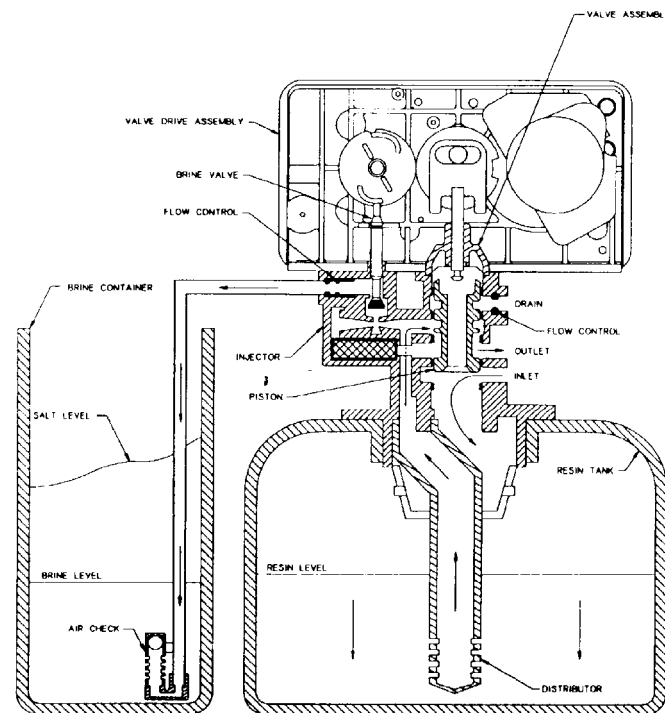 VALVE ASSEMBLY
VALVE DRIVE ASSEMBLY
BRINE VALVE
FLOW CONTROL
BRINE CONTAINER
DRAIN
FLOW CONTROL
INJECTOR
OUTLET
INLET
PISTON
SALT LEVEL
RESIN TANK
BRINE LEVEL
RESIN LEVEL
AIR CHECK
DISTRIBUTOR